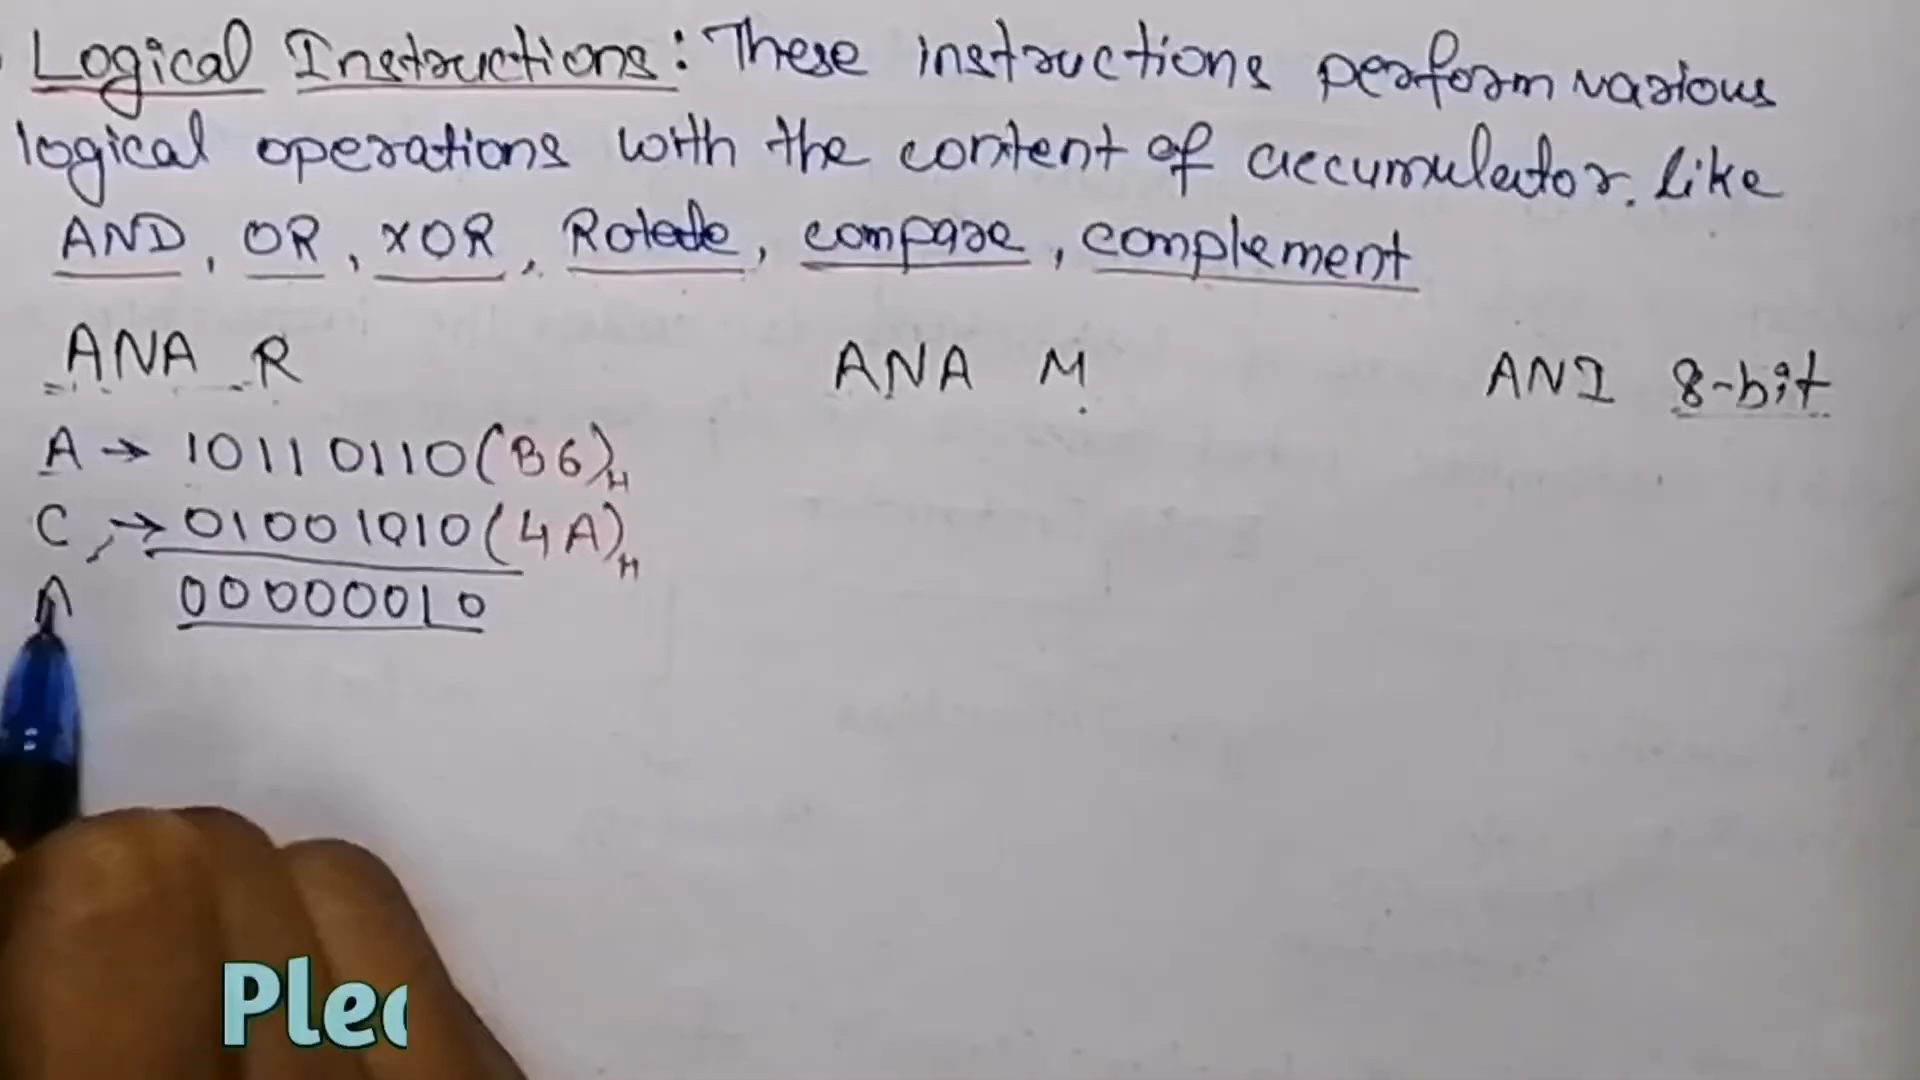 Logical Instructions: These instructions perform various
logical operations with the content of accumulator. like
AND, OR, XOR, Rotate, compare, complement
ANA R ANA M ANI 8-bit
A → 10110110 (B6)H
C, → 01001010 (4A)H
A 00000010
Plea